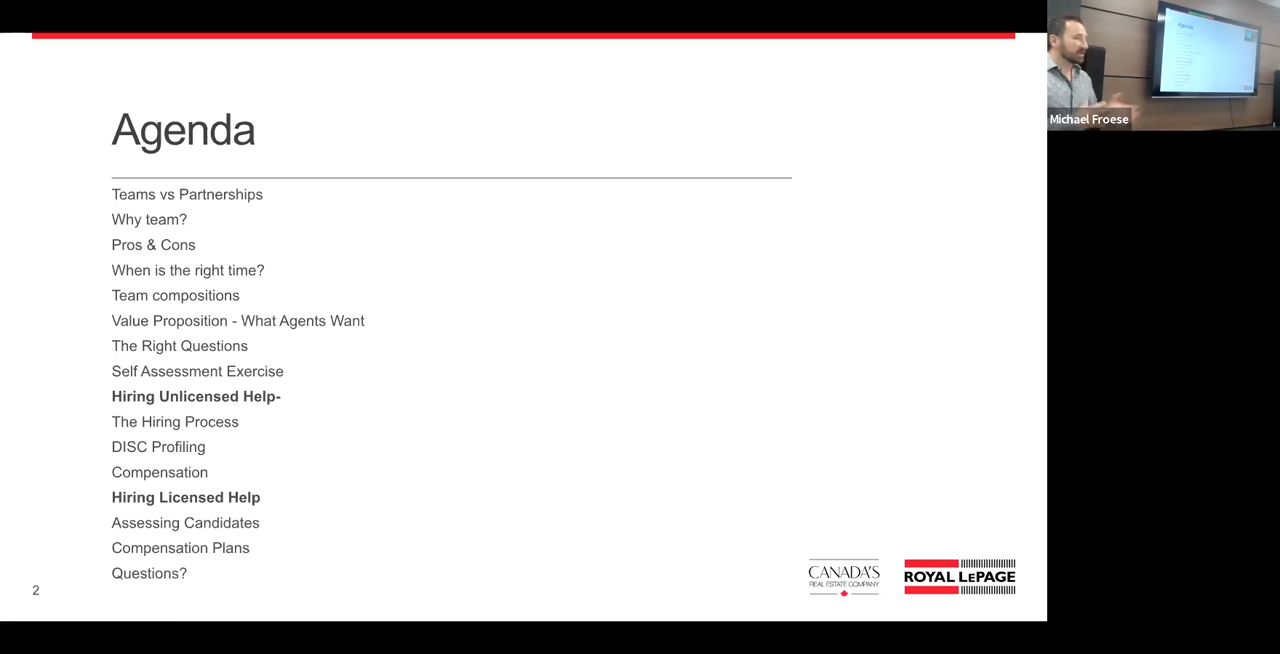 Agenda
Teams vs Partnerships
Why team?
Pros & Cons
When is the right time?
Team compositions
Value Proposition - What Agents Want
The Right Questions
Self Assessment Exercise
Hiring Unlicensed Help-
The Hiring Process
DISC Profiling
Compensation
Hiring Licensed Help
Assessing Candidates
Compensation Plans
Questions?
2
CANADA'S
REAL ESTATE COMPANY
ROYAL LEPAGE
Michael Froese
Agenda